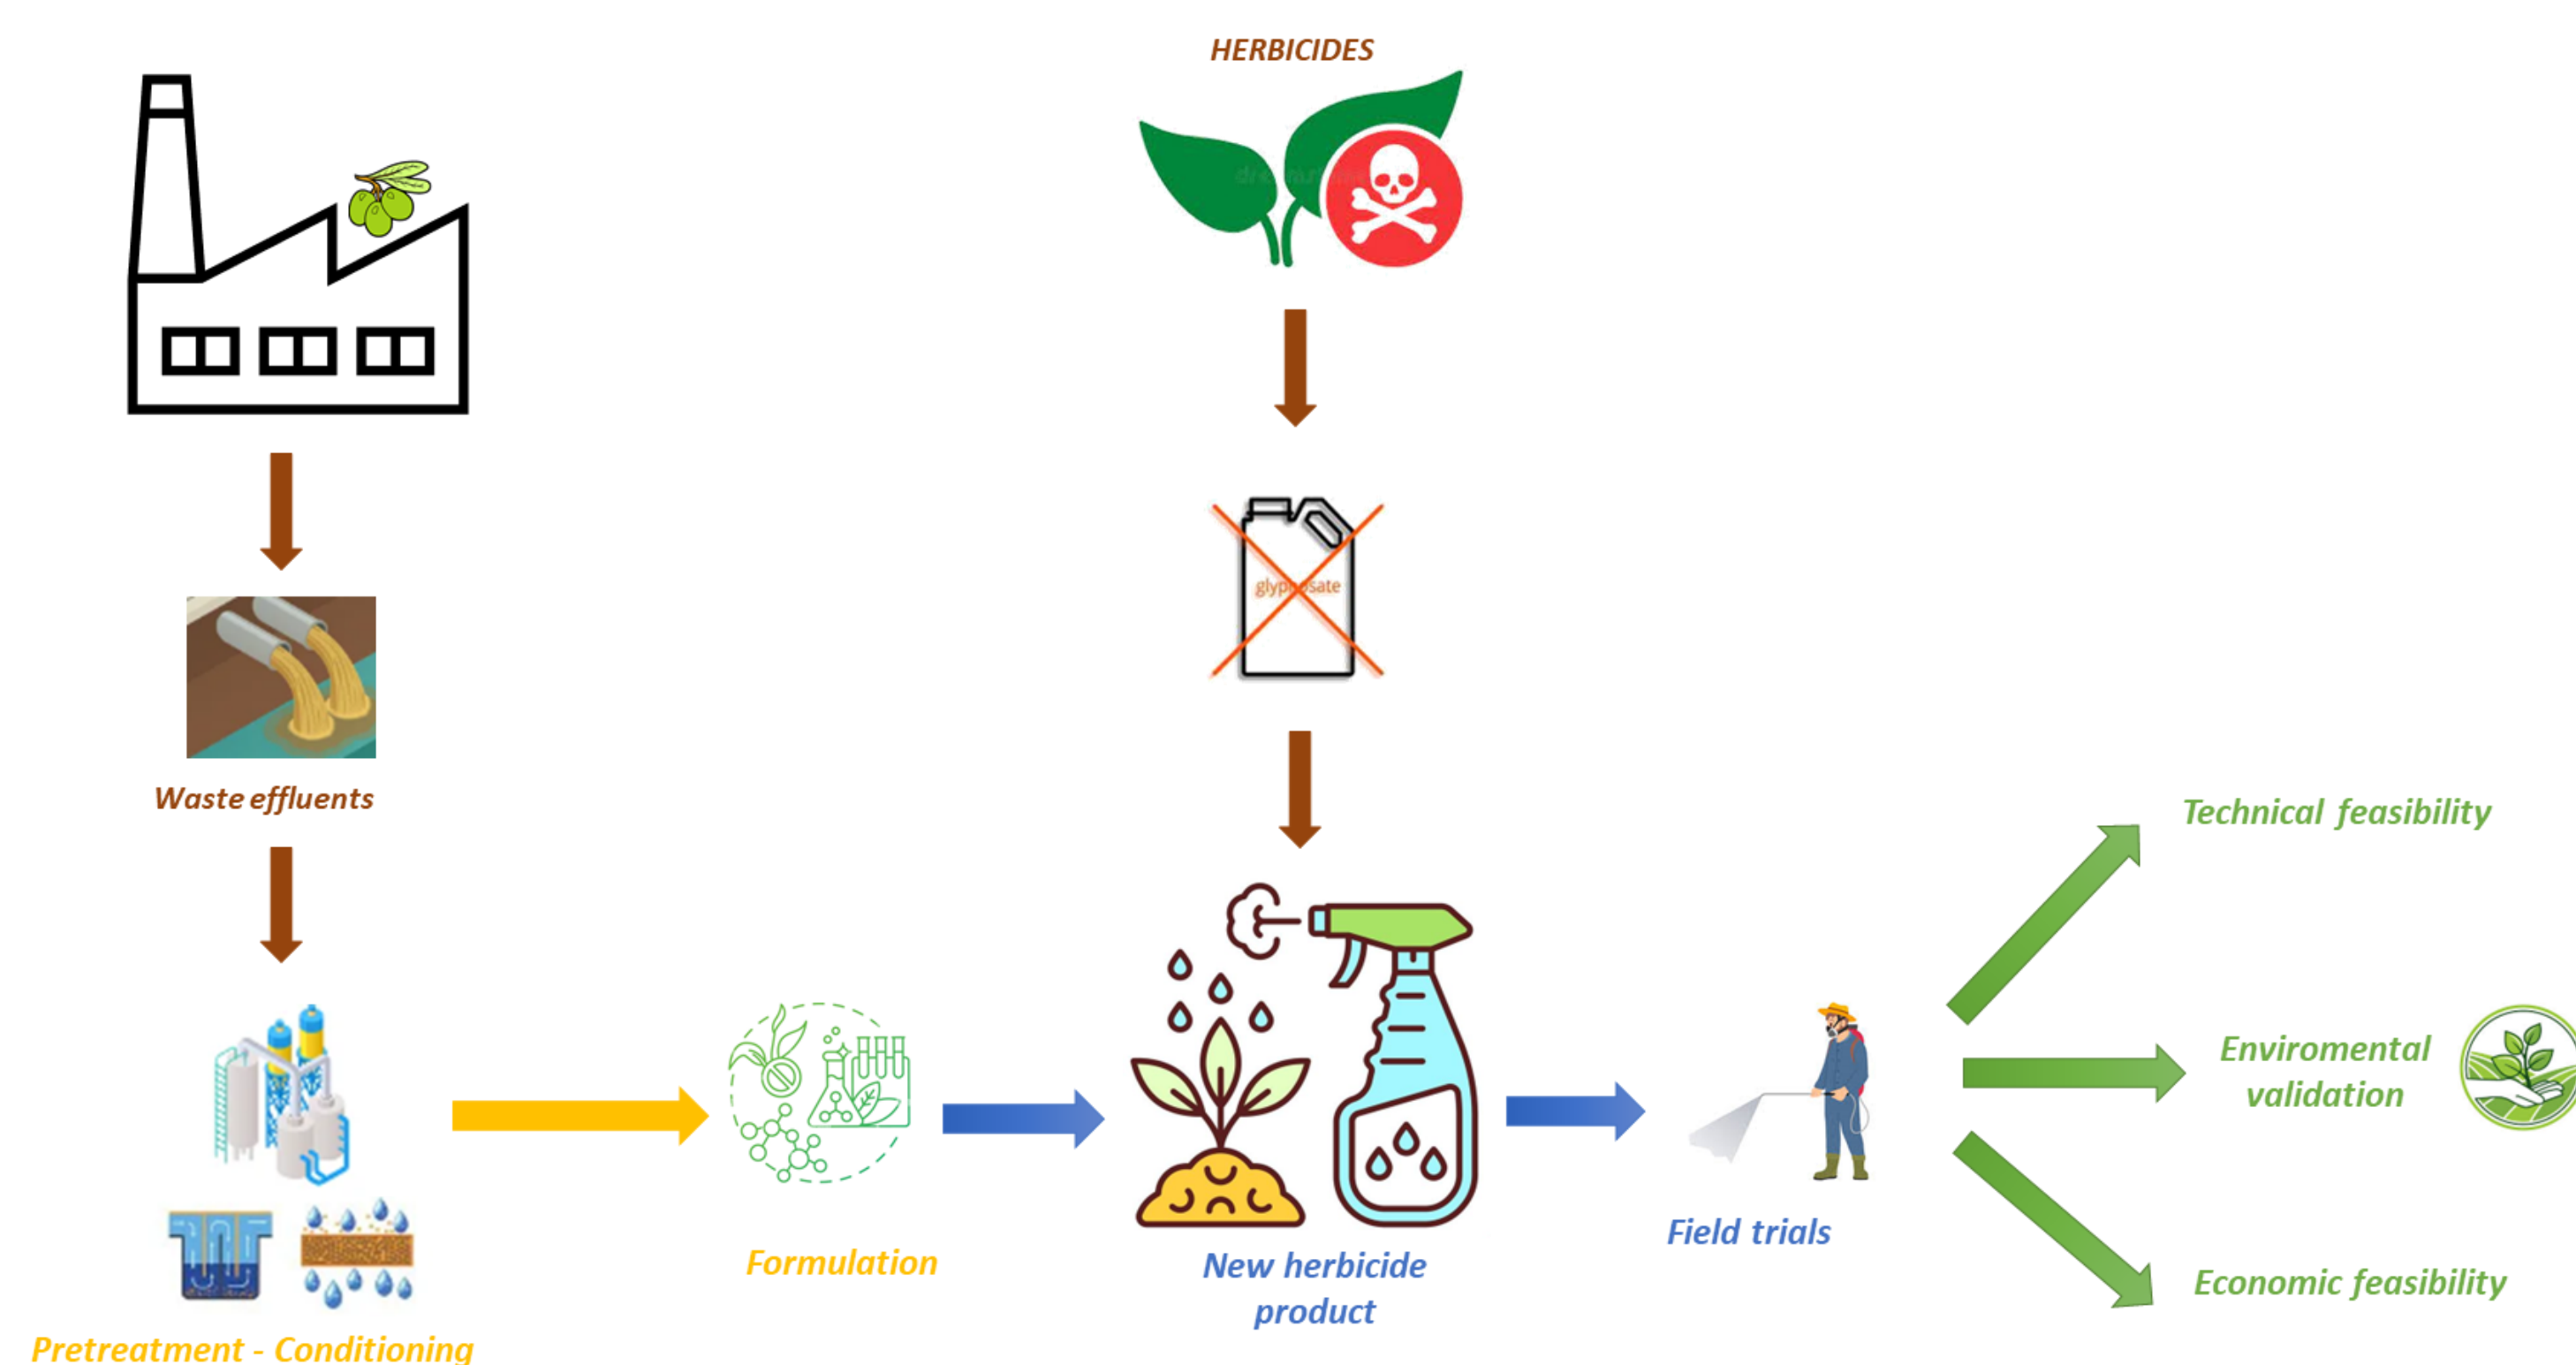 HERBICIDES
glyphosate
Waste effluents
Technical feasibility
Enviromental
validation
Field trials
Formulation
New herbicide
product
Economic feasibility
Pretreatment - Conditioning